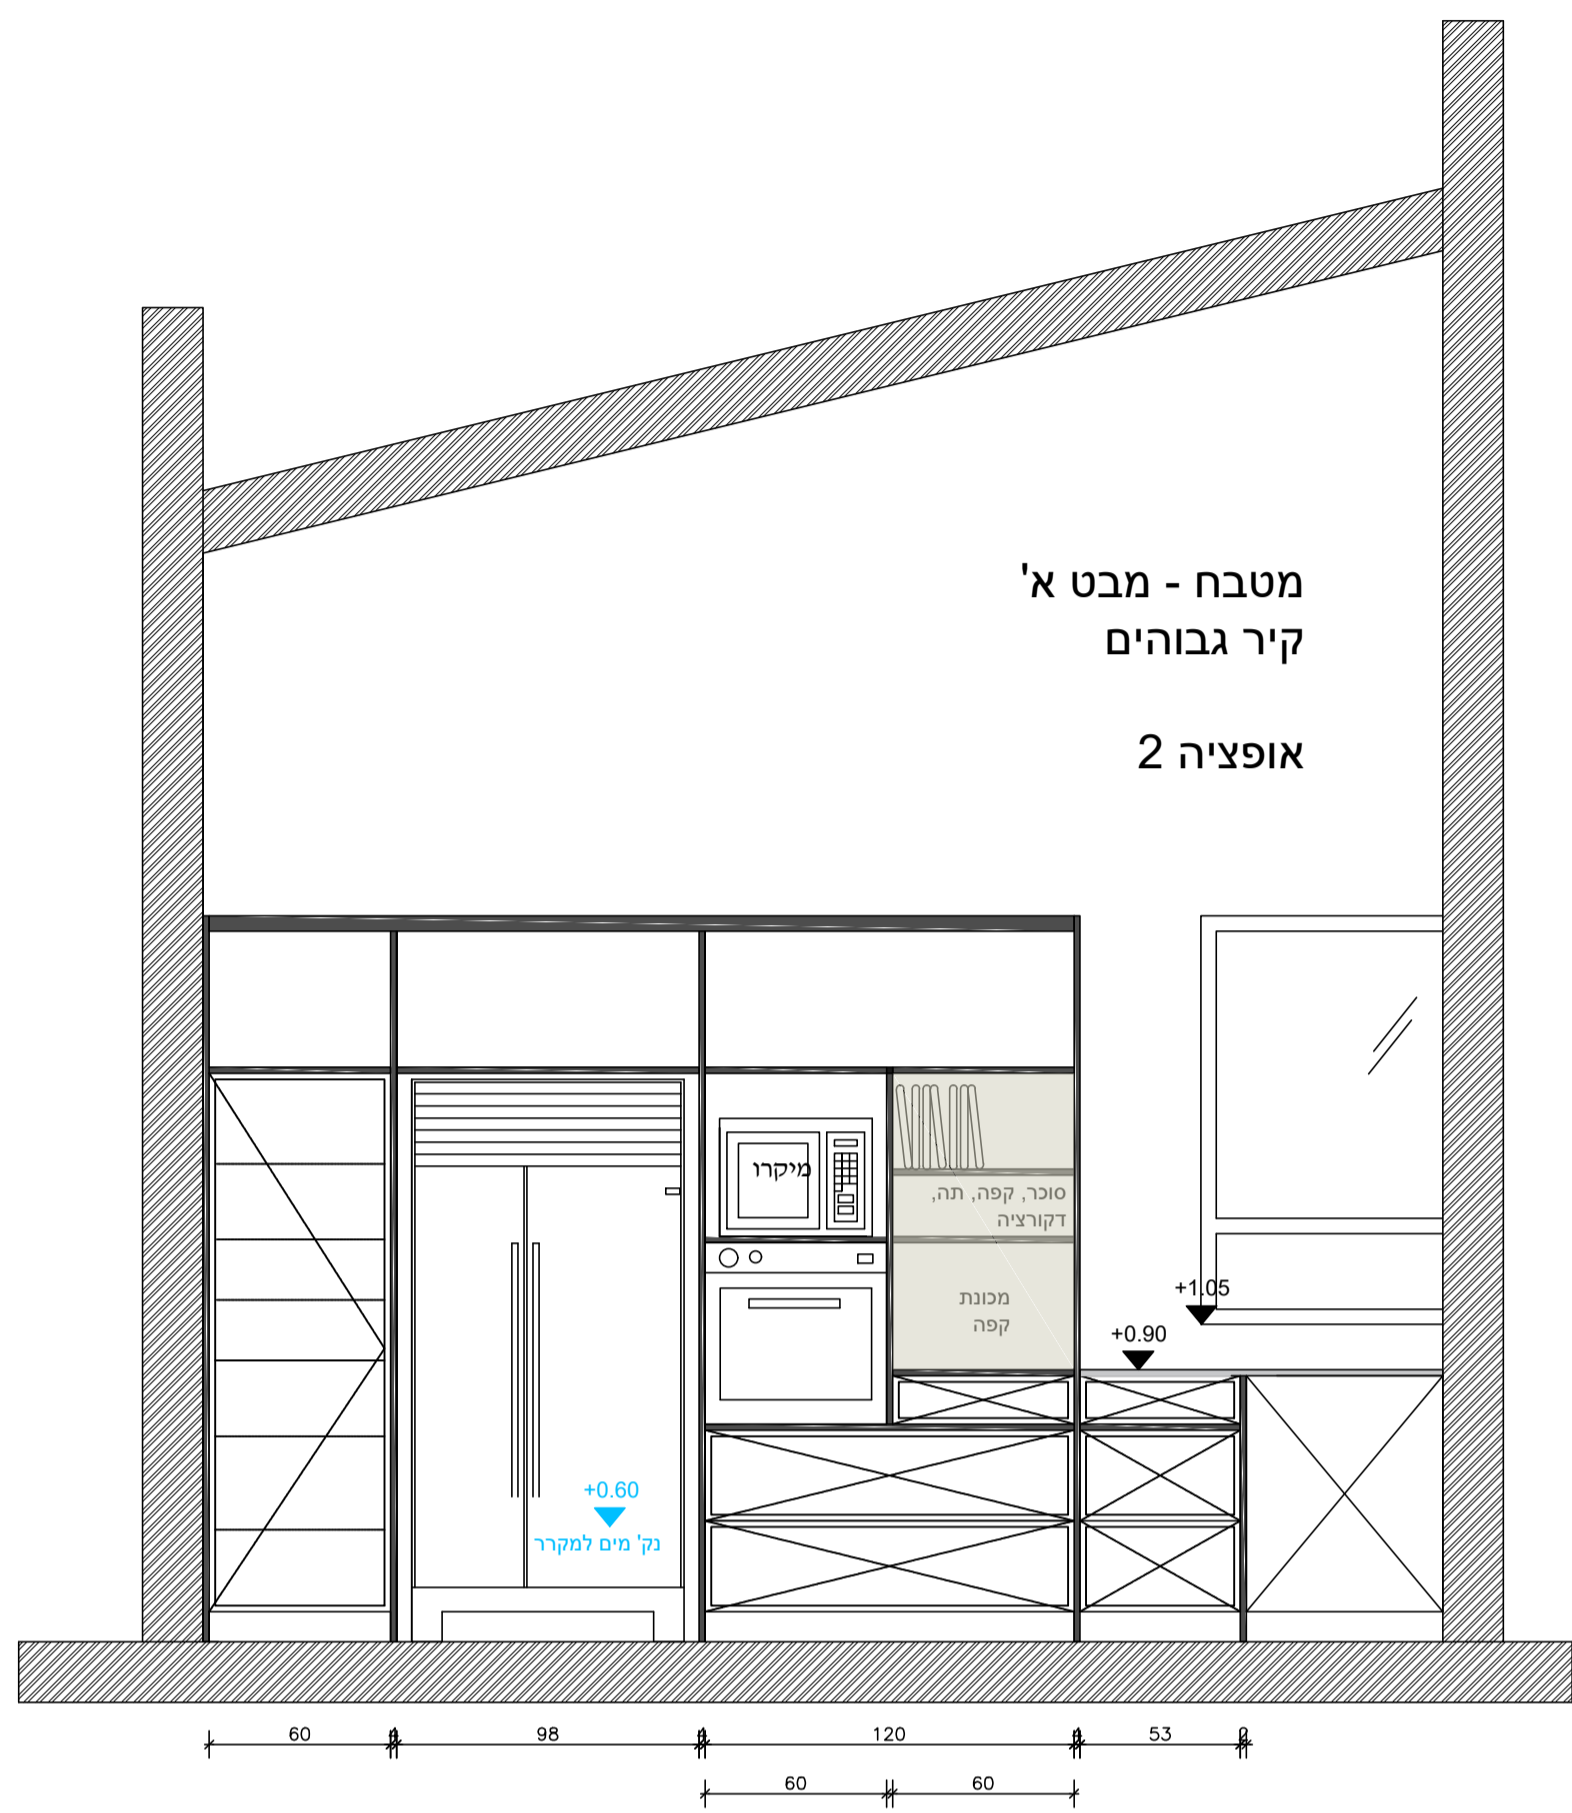 מטבח - מבט א'
קיר גבוהים
אופציה 2
מיקרו
סוכר, קפה, תה,
דקורציה
מכונת
קפה
+1.05
+0.90
+0.60
נק' מים למקרר
60 98 120 53
60 60